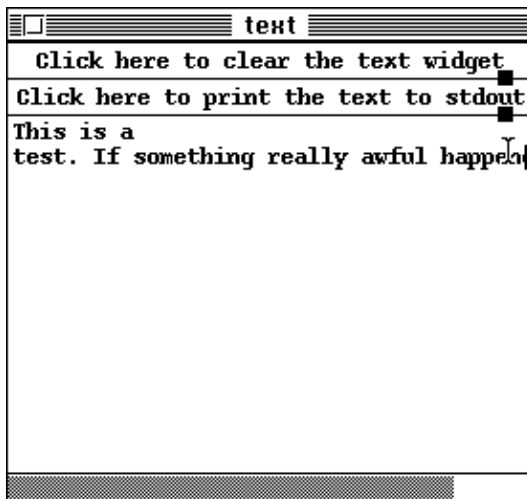 text
Click here to clear the text widget
Click here to print the text to stdout
This is a
test. If something really awful happen